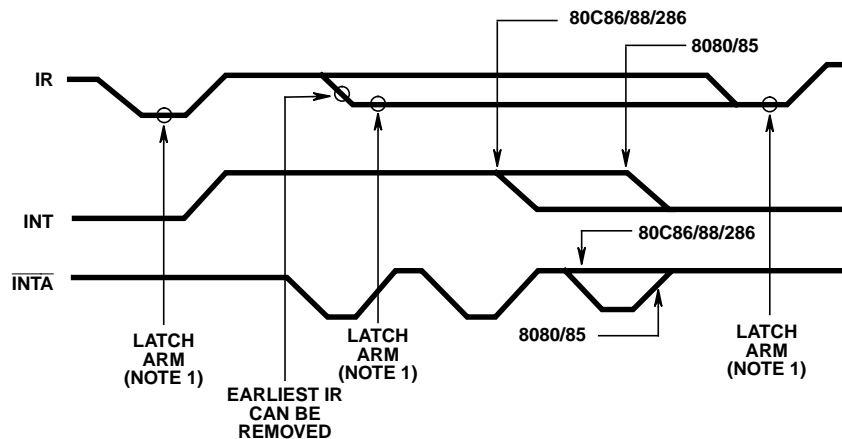 80C86/88/286
8080/85
IR
INT
80C86/88/286
INTA
8080/85
LATCH
ARM
(NOTE 1)
EARLIEST IR
CAN BE
REMOVED
LATCH
ARM
(NOTE 1)
LATCH
ARM
(NOTE 1)